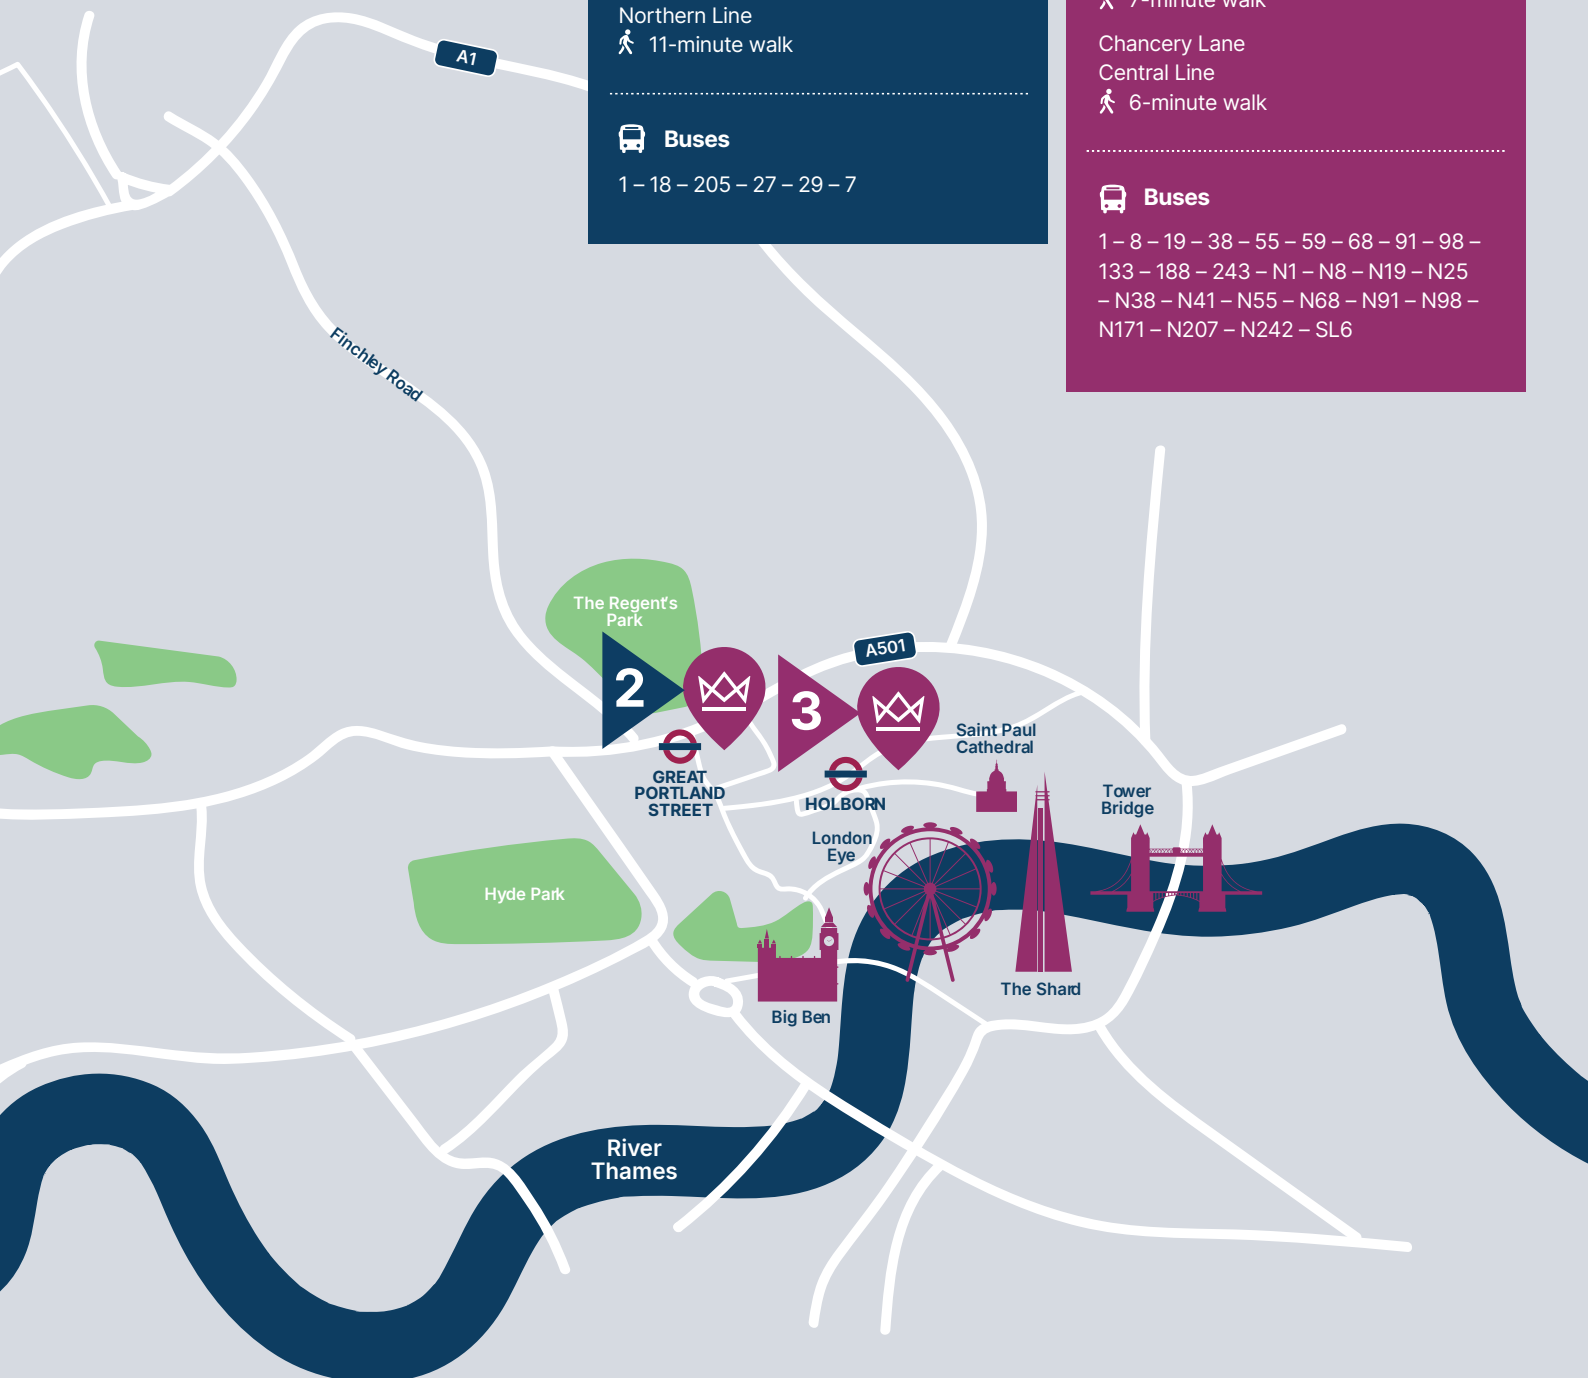 Northern Line
11-minute walk
Buses
1 – 18 – 205 – 27 – 29 – 7
7-minute walk
Chancery Lane
Central Line
6-minute walk
Buses
1 – 8 – 19 – 38 – 55 – 59 – 68 – 91 – 98 –
133 – 188 – 243 – N1 – N8 – N19 – N25
– N38 – N41 – N55 – N68 – N91 – N98 –
N171 – N207 – N242 – SL6
A1
Finchley Road
The Regent's
Park
A501
2
3
Saint Paul
Cathedral
GREAT
PORTLAND
STREET
HOLBORN
Tower
Bridge
London
Eye
Hyde Park
The Shard
Big Ben
River
Thames